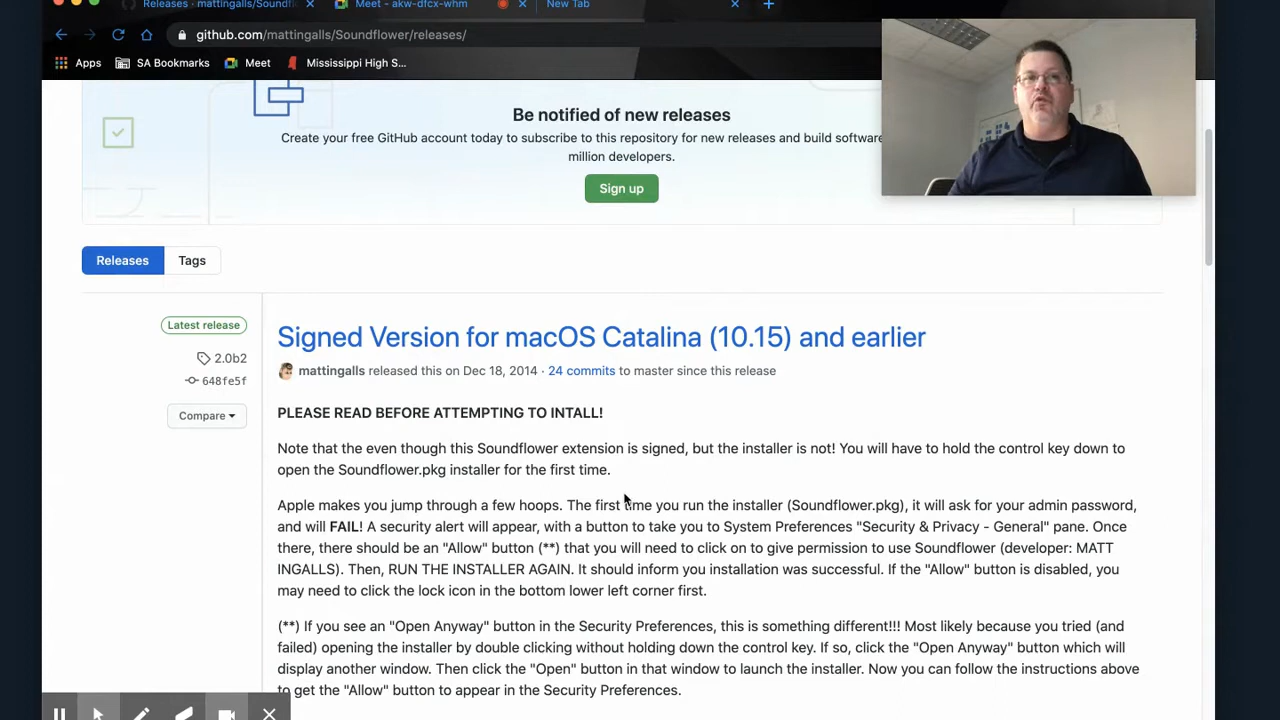 Releases · mattingalls/Soundfl
Meet - akw-dfcx-whm
New Tab
github.com/mattingalls/Soundflower/releases/
Apps
SA Bookmarks
Meet
Mississippi High S...
Be notified of new releases
Create your free GitHub account today to subscribe to this repository for new releases and build software
million developers.
Sign up
Releases
Tags
Latest release
2.0b2
648fe5f
Compare
Signed Version for macOS Catalina (10.15) and earlier
mattingalls released this on Dec 18, 2014 · 24 commits to master since this release
PLEASE READ BEFORE ATTEMPTING TO INTALL!
Note that the even though this Soundflower extension is signed, but the installer is not! You will have to hold the control key down to
open the Soundflower.pkg installer for the first time.
Apple makes you jump through a few hoops. The first time you run the installer (Soundflower.pkg), it will ask for your admin password,
and will FAIL! A security alert will appear, with a button to take you to System Preferences "Security & Privacy - General" pane. Once
there, there should be an "Allow" button (**) that you will need to click on to give permission to use Soundflower (developer: MATT
INGALLS). Then, RUN THE INSTALLER AGAIN. It should inform you installation was successful. If the "Allow" button is disabled, you
may need to click the lock icon in the bottom lower left corner first.
(**) If you see an "Open Anyway" button in the Security Preferences, this is something different!!! Most likely because you tried (and
failed) opening the installer by double clicking without holding down the control key. If so, click the "Open Anyway" button which will
display another window. Then click the "Open" button in that window to launch the installer. Now you can follow the instructions above
to get the "Allow" button to appear in the Security Preferences.